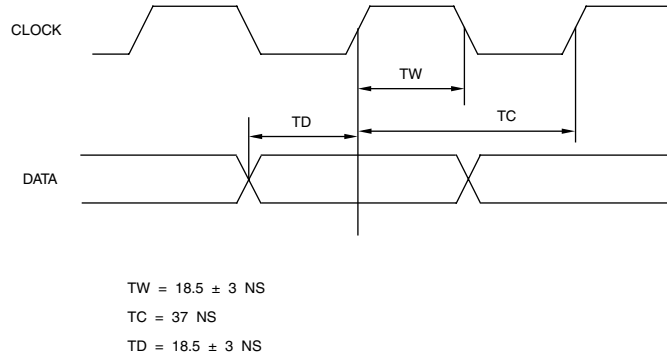 CLOCK
TW
TC
TD
DATA
TW = 18.5 ± 3 NS
TC = 37 NS
TD = 18.5 ± 3 NS